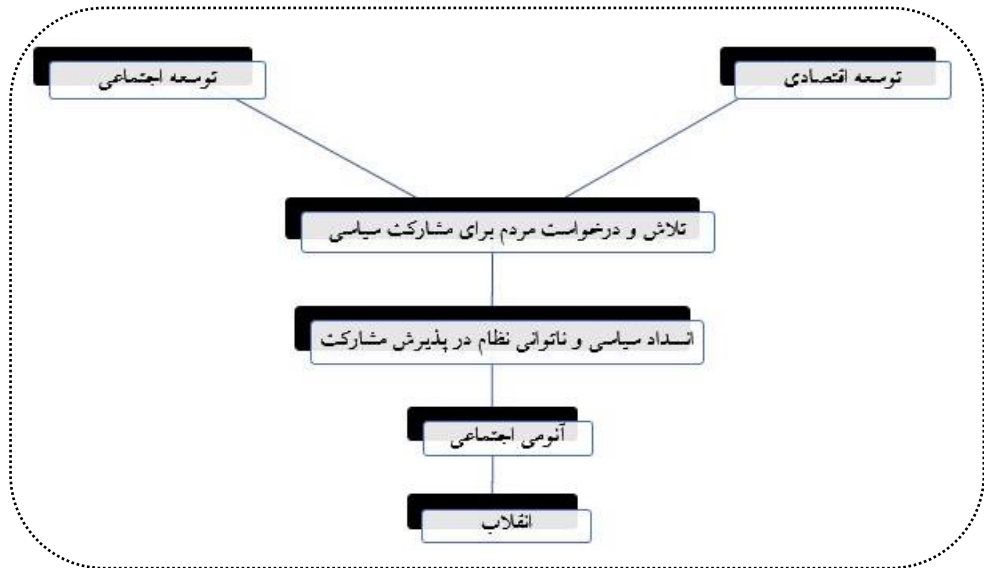 توسعه اقتصادی
توسعه اجتماعی
تلاش و درخواست مردم برای مشارکت سیاسی
انسداد سیاسی و ناتوانی نظام در پذیرش مشارکت
آنومی اجتماعی
انقلاب